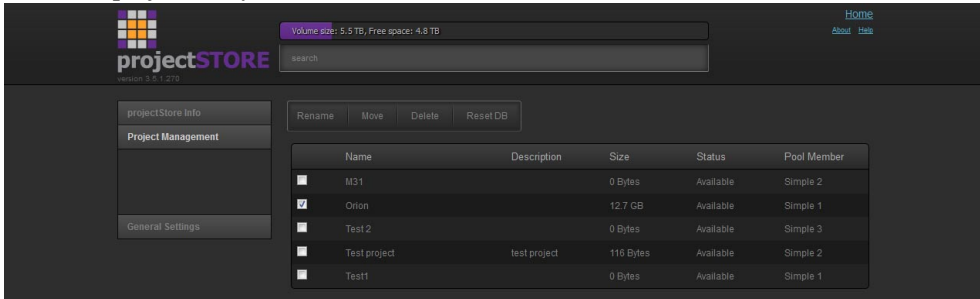 Home
Volume size: 5.5 TB, Free space: 4.8 TB
About Help
projectSTORE
search
version 3.5.1.270
projectStore Info
Rename Move Delete Reset DB
Project Management
Name Description Size Status Pool Member
M31 0 Bytes Available Simple 2
Orion 12.7 GB Available Simple 1
General Settings
Test 2 0 Bytes Available Simple 3
Test project test project 116 Bytes Available Simple 2
Test1 0 Bytes Available Simple 1